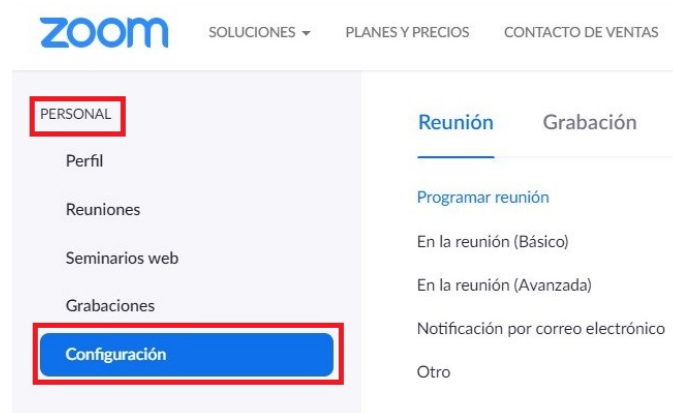 zoom SOLUCIONES PLANES Y PRECIOS CONTACTO DE VENTAS
PERSONAL
Perfil
Reuniones
Seminarios web
Grabaciones
Configuración
Reunión Grabación
Programar reunión
En la reunión (Básico)
En la reunión (Avanzada)
Notificación por correo electrónico
Otro